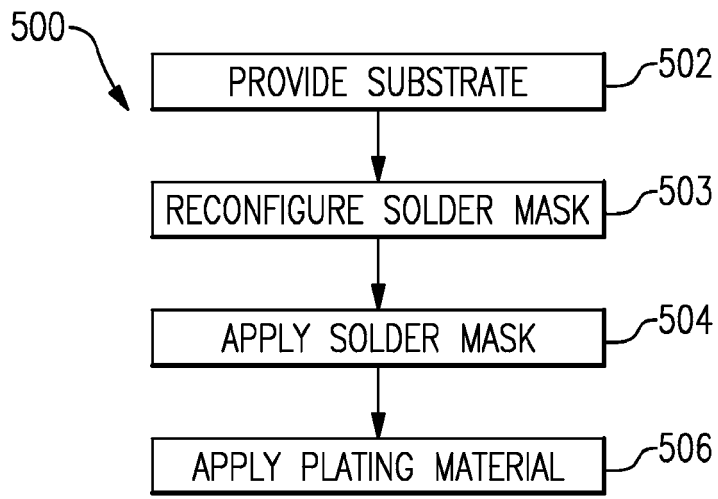 500
PROVIDE SUBSTRATE 502
RECONFIGURE SOLDER MASK 503
APPLY SOLDER MASK 504
APPLY PLATING MATERIAL 506